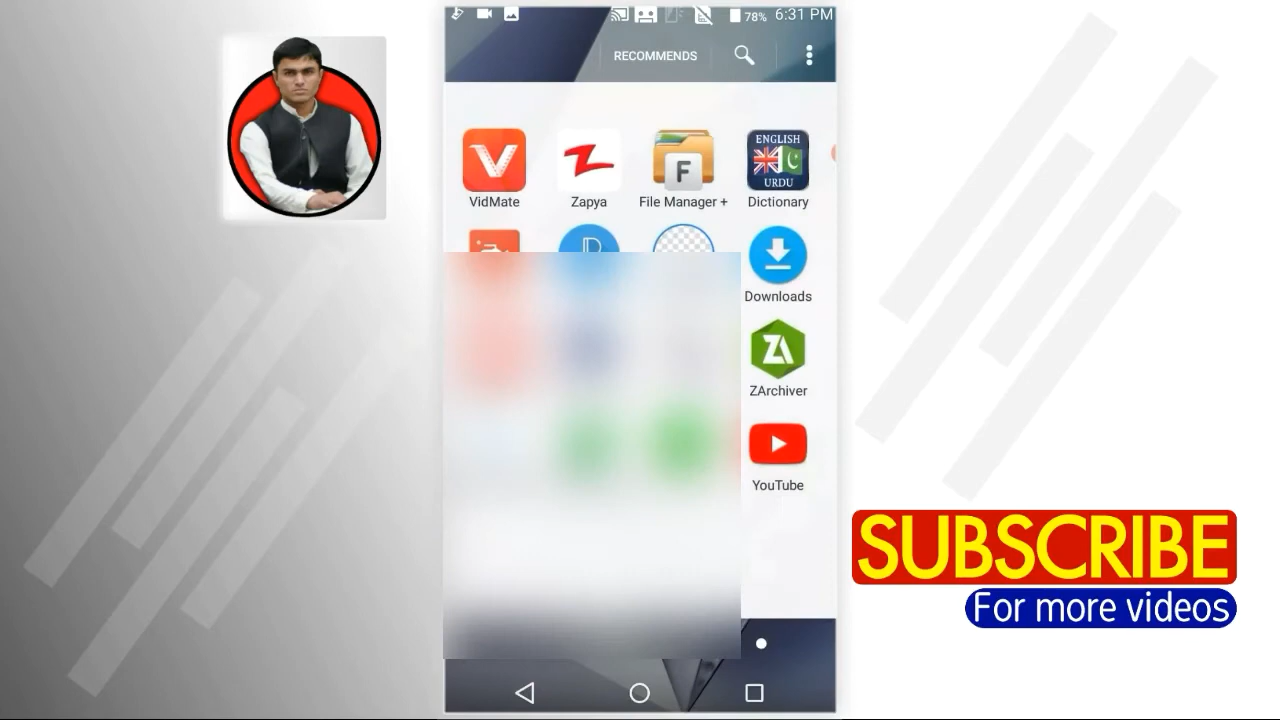 78% 6:31 PM
RECOMMENDS
ENGLISH
URDU
VidMate
Zapya
File Manager +
Dictionary
F
Downloads
ZA
ZArchiver
YouTube
SUBSCRIBE
For more videos